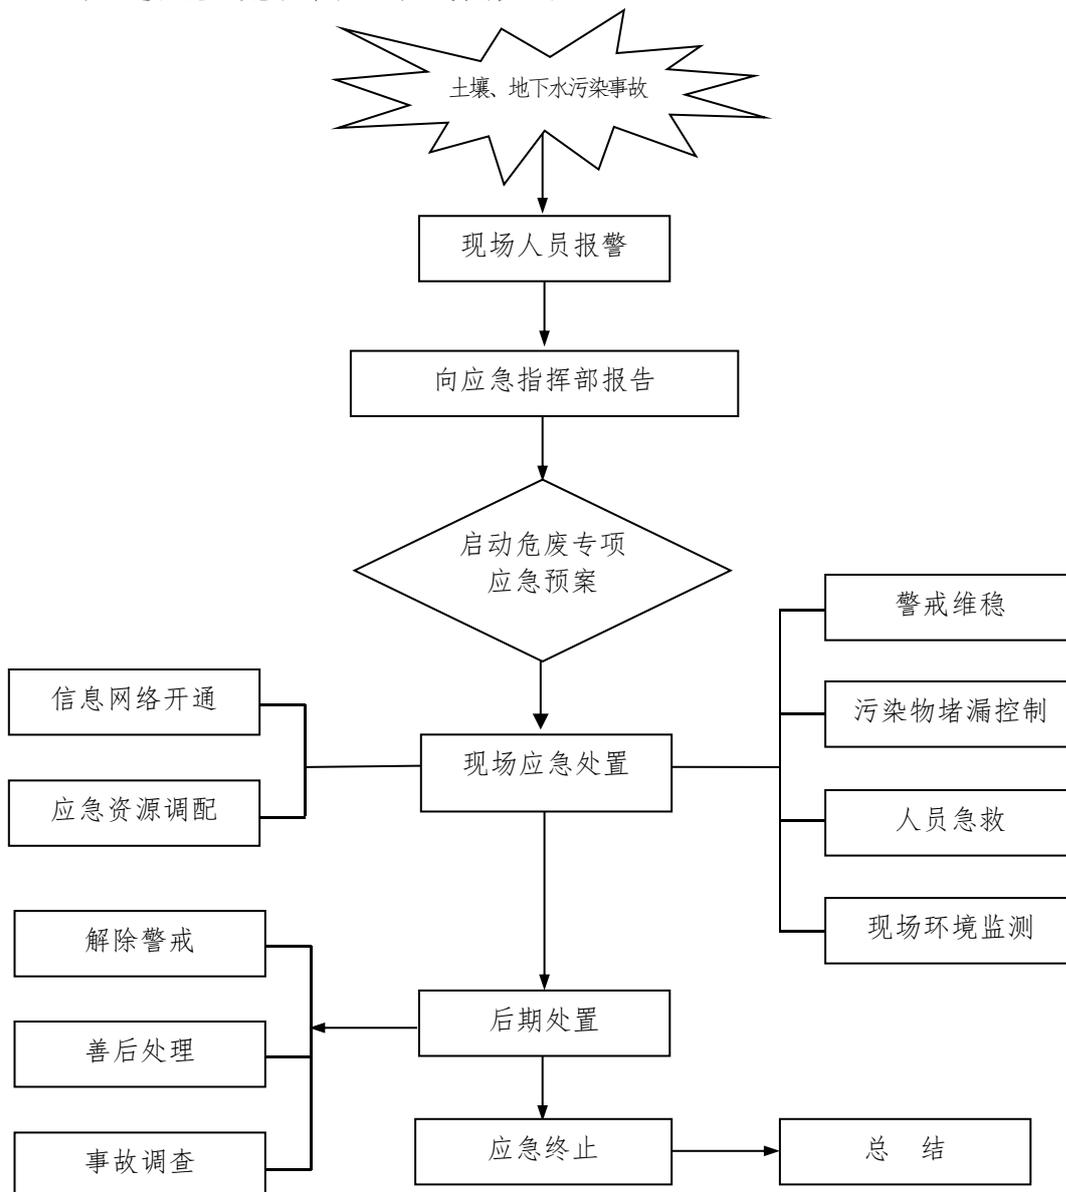 土壤、地下水污染事故
现场人员报警
向应急指挥部报告
启动危废专项
应急预案
警戒维稳
信息网络开通
污染物堵漏控制
现场应急处置
应急资源调配
人员急救
现场环境监测
解除警戒
后期处置
善后处理
应急终止
总 结
事故调查